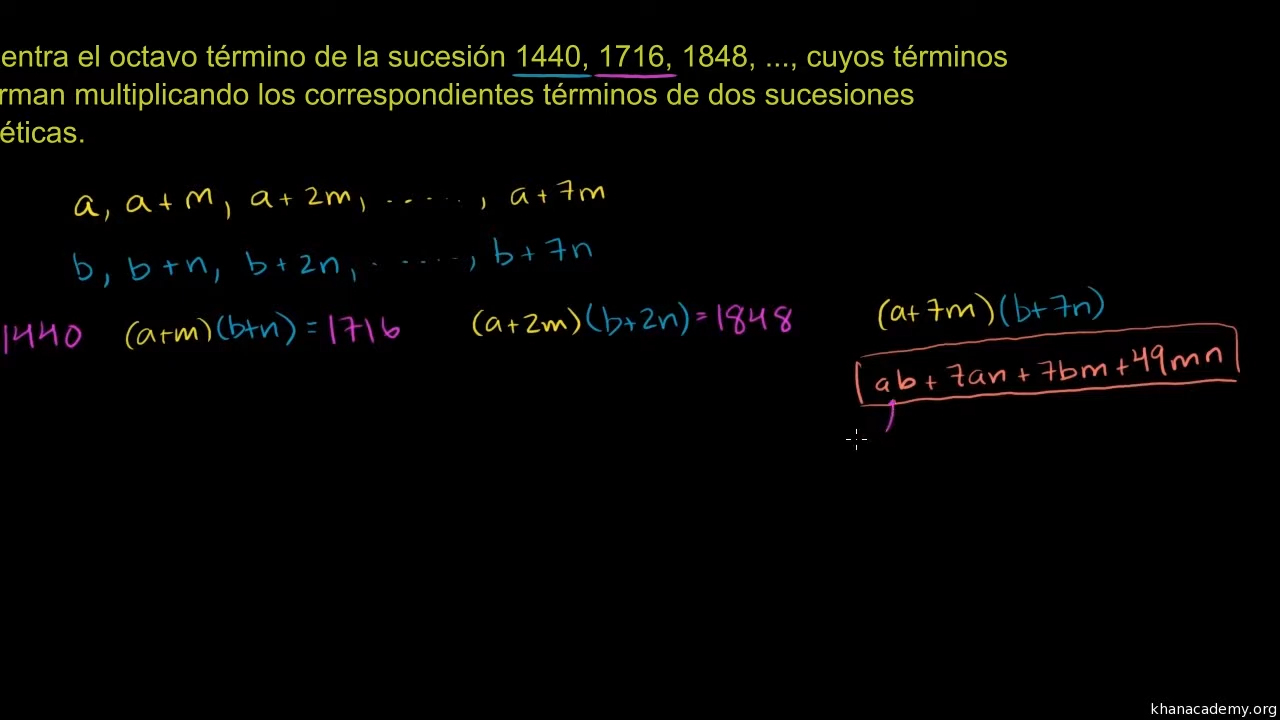 entra el octavo término de la sucesión 1440, 1716, 1848, ..., cuyos términos
rman multiplicando los correspondientes términos de dos sucesiones
éticas.
a, a+m, a+2m, ....., a+7m
b, b+n, b+2n, ....., b+7n
1440 (a+m)(b+n)=1716 (a+2m)(b+2n)=1848 (a+7m)(b+7n)
ab+7an+7bm+49mn
khanacademy.org